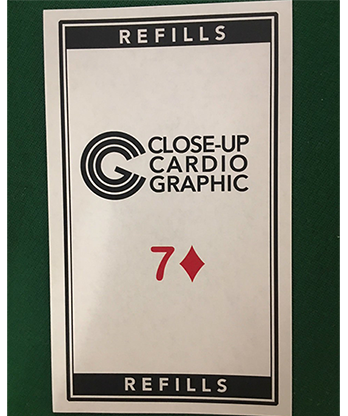 REFILLS
CLOSE-UP
CARDIO
GRAPHIC
7♦
REFILLS